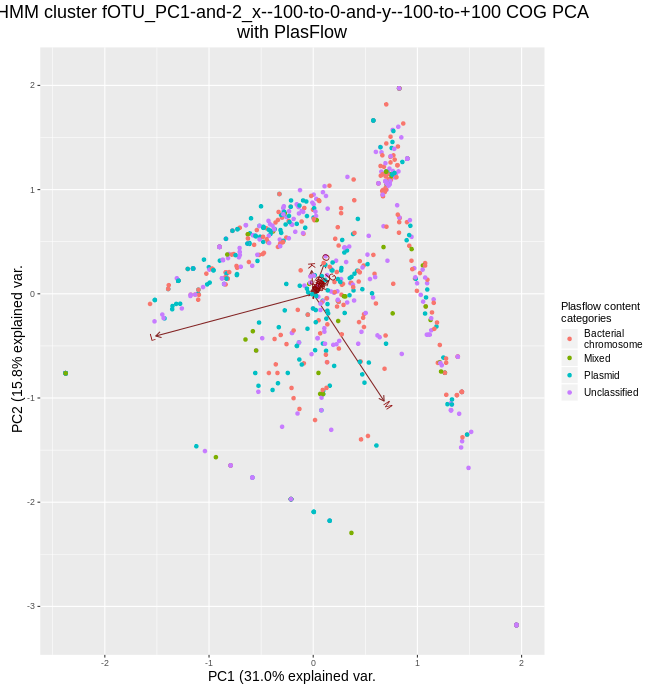 HMM cluster fOTU_PC1-and-2_x--100-to-0-and-y--100-to-+100 COG PCA
with PlasFlow
PC2 (15.8% explained var.
2
1
0
-1
-2
-3
L
K
M
-2
-1
0
1
2
PC1 (31.0% explained var.
Plasflow content
categories
Bacterial
chromosome
Mixed
Plasmid
Unclassified